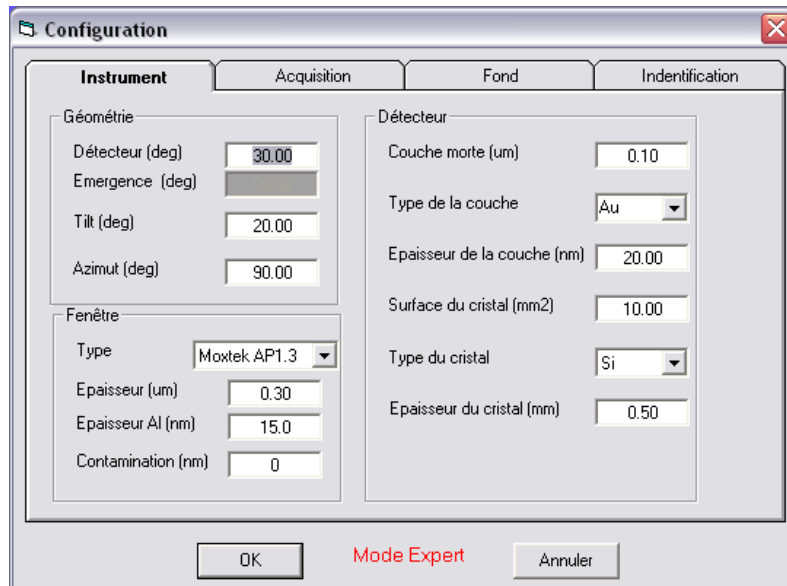 Configuration
Instrument Acquisition Fond Indentification
Géométrie
Détecteur (deg) 30.00
Emergence (deg)
Tilt (deg) 20.00
Azimut (deg) 90.00
Fenêtre
Type Moxtek AP1.3
Epaisseur (um) 0.30
Epaisseur Al (nm) 15.0
Contamination (nm) 0
Détecteur
Couche morte (um) 0.10
Type de la couche Au
Epaisseur de la couche (nm) 20.00
Surface du cristal (mm2) 10.00
Type du cristal Si
Epaisseur du cristal (mm) 0.50
OK Mode Expert Annuler